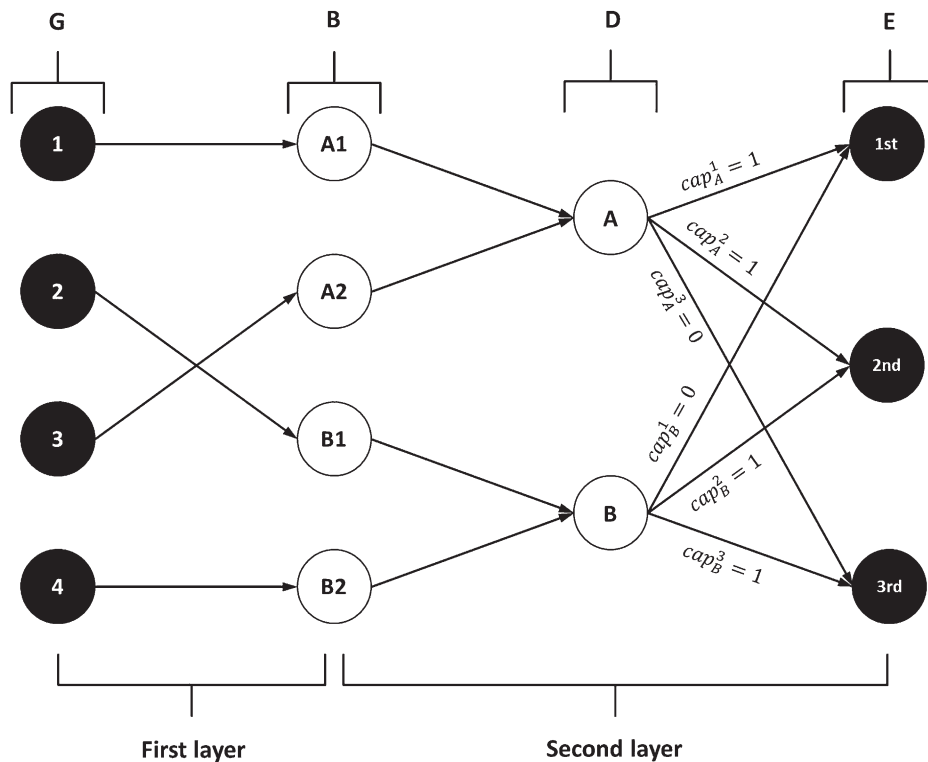 G B D E
1 A1 1st
A
2 A2
2nd
3 B1
B
4 B2 3rd
cap_A^1 = 1
cap_A^2 = 1
cap_A^3 = 0
cap_B^1 = 0
cap_B^2 = 1
cap_B^3 = 1
First layer Second layer